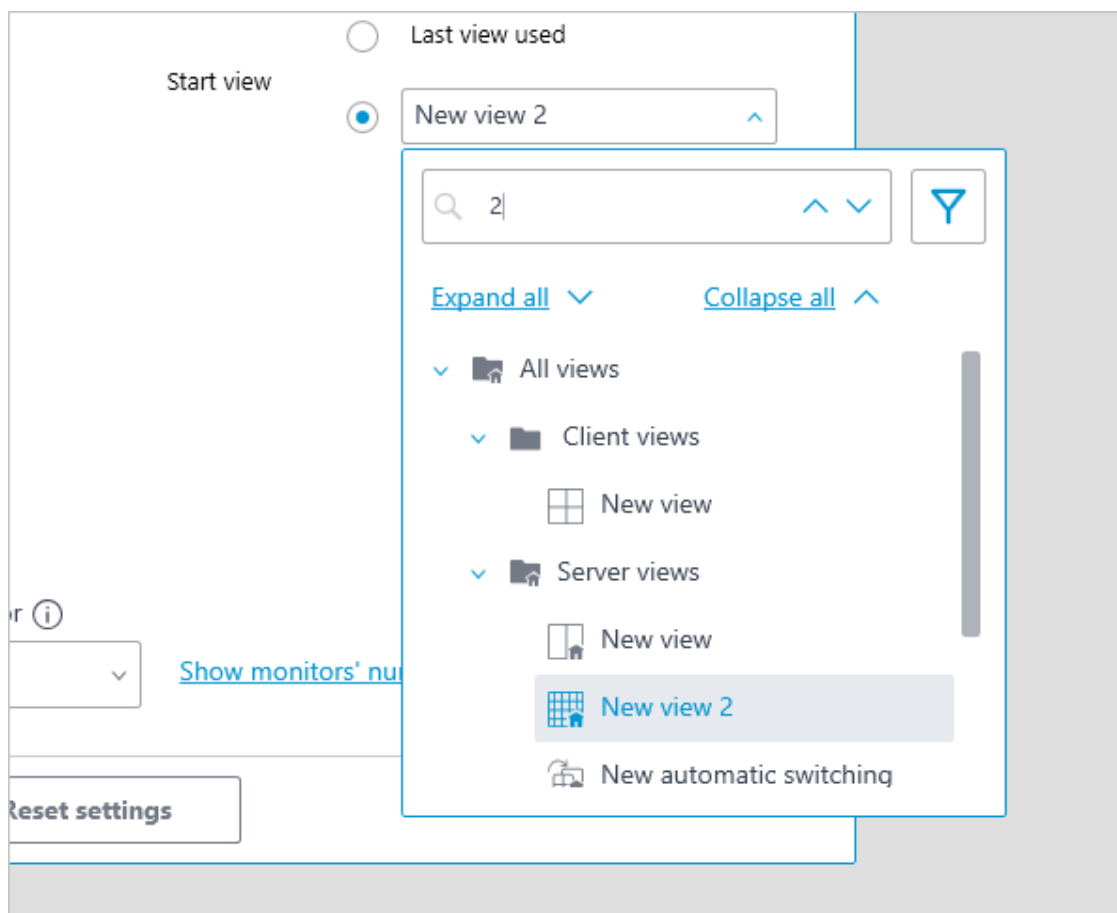 Last view used
Start view
New view 2
2
Expand all
Collapse all
All views
Client views
New view
Server views
New view
New view 2
New automatic switching
Show monitors'
Reset settings